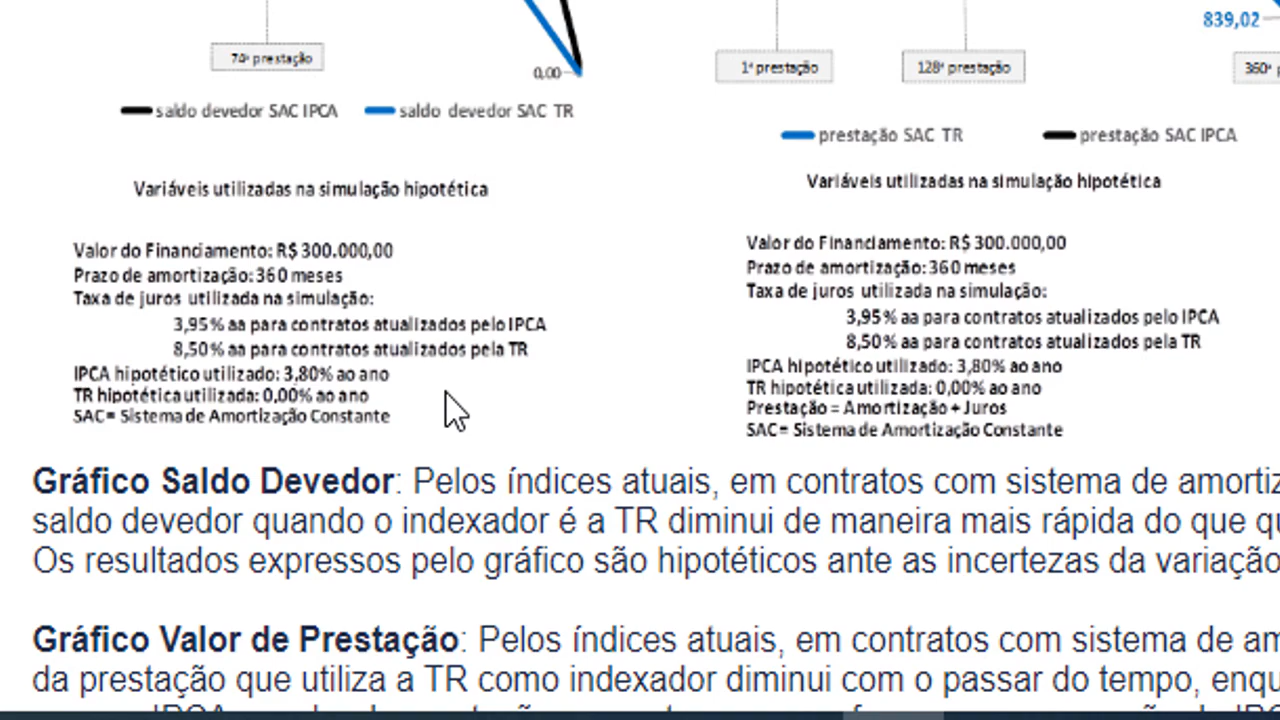 839,02
74ª prestação
0,00
1ª prestação
128ª prestação
360ª
saldo devedor SAC IPCA
saldo devedor SAC TR
prestação SAC TR
prestação SAC IPCA
Variáveis utilizadas na simulação hipotética
Valor do Financiamento: R$ 300.000,00
Prazo de amortização: 360 meses
Taxa de juros utilizada na simulação:
3,95% aa para contratos atualizados pelo IPCA
8,50% aa para contratos atualizados pela TR
IPCA hipotético utilizado: 3,80% ao ano
TR hipotética utilizada: 0,00% ao ano
SAC= Sistema de Amortização Constante
Variáveis utilizadas na simulação hipotética
Valor do Financiamento: R$ 300.000,00
Prazo de amortização: 360 meses
Taxa de juros utilizada na simulação:
3,95% aa para contratos atualizados pelo IPCA
8,50% aa para contratos atualizados pela TR
IPCA hipotético utilizado: 3,80% ao ano
TR hipotética utilizada: 0,00% ao ano
Prestação = Amortização + Juros
SAC= Sistema de Amortização Constante
Gráfico Saldo Devedor: Pelos índices atuais, em contratos com sistema de amortiz
saldo devedor quando o indexador é a TR diminui de maneira mais rápida do que qu
Os resultados expressos pelo gráfico são hipotéticos ante as incertezas da variação
Gráfico Valor de Prestação: Pelos índices atuais, em contratos com sistema de am
da prestação que utiliza a TR como indexador diminui com o passar do tempo, enqu